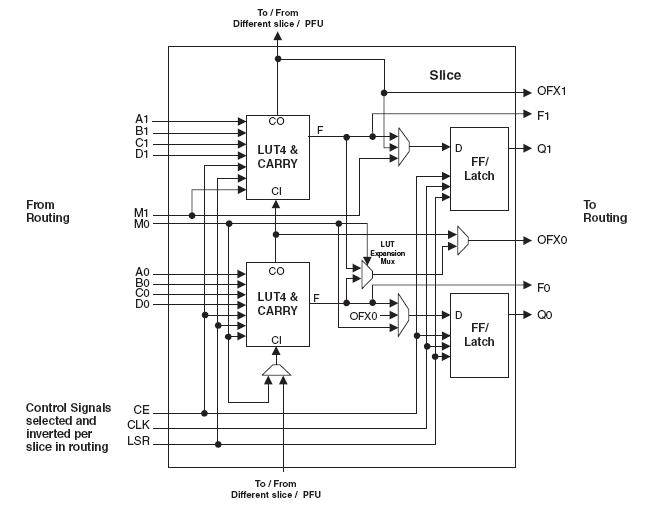 To / From
Different slice / PFU
Slice
OFX1
F1
A1
B1
C1
D1
CO
LUT4 &
CARRY
CI
F
D
FF/
Latch
Q1
From
Routing
To
Routing
M1
M0
LUT
Expansion
Mux
OFX0
A0
B0
C0
D0
CO
LUT4 &
CARRY
CI
F
OFX0
F0
D
FF/
Latch
Q0
Control Signals
selected and
inverted per
slice in routing
CE
CLK
LSR
To / From
Different slice / PFU